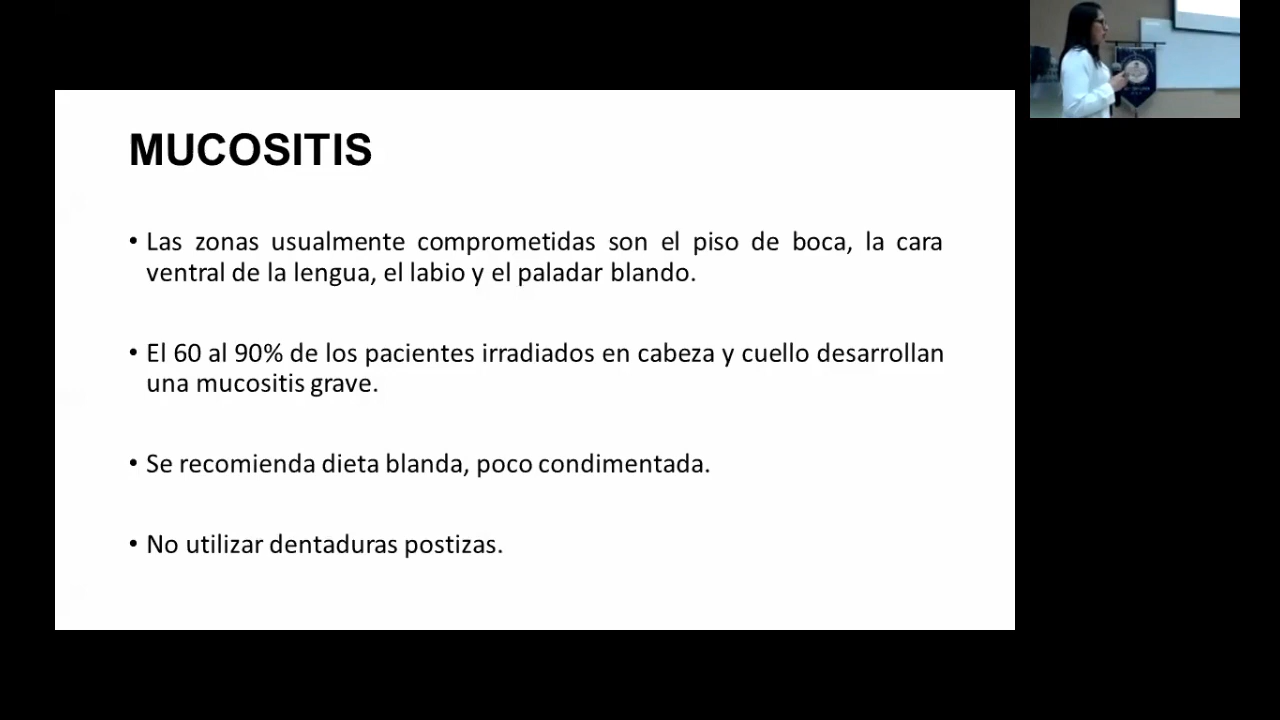 MUCOSITIS
• Las zonas usualmente comprometidas son el piso de boca, la cara
ventral de la lengua, el labio y el paladar blando.
• El 60 al 90% de los pacientes irradiados en cabeza y cuello desarrollan
una mucositis grave.
• Se recomienda dieta blanda, poco condimentada.
• No utilizar dentaduras postizas.